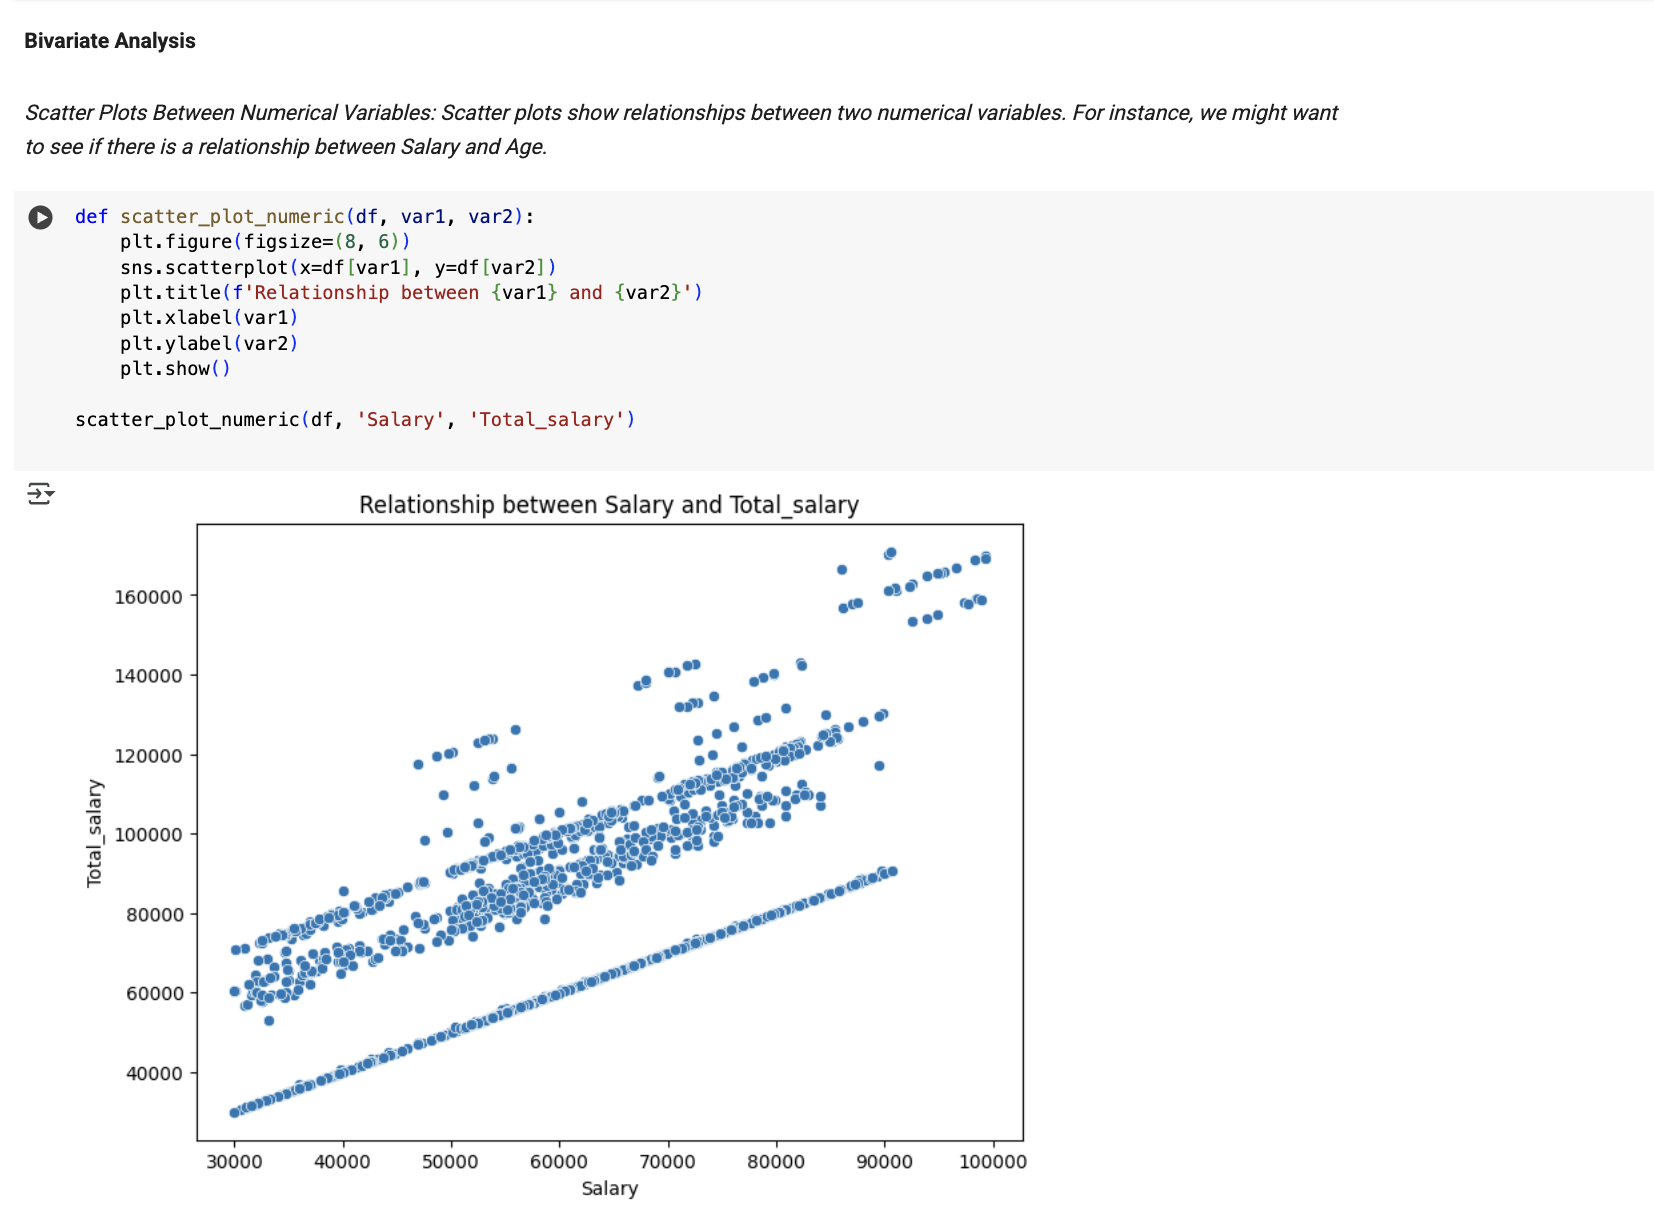 Bivariate Analysis
Scatter Plots Between Numerical Variables: Scatter plots show relationships between two numerical variables. For instance, we might want
to see if there is a relationship between Salary and Age.
def scatter_plot_numeric(df, var1, var2):
    plt.figure(figsize=(8, 6))
    sns.scatterplot(x=df[var1], y=df[var2])
    plt.title(f'Relationship between {var1} and {var2}')
    plt.xlabel(var1)
    plt.ylabel(var2)
    plt.show()
scatter_plot_numeric(df, 'Salary', 'Total_salary')
Relationship between Salary and Total_salary
160000
140000
120000
100000
80000
60000
40000
Total_salary
30000 40000 50000 60000 70000 80000 90000 100000
Salary